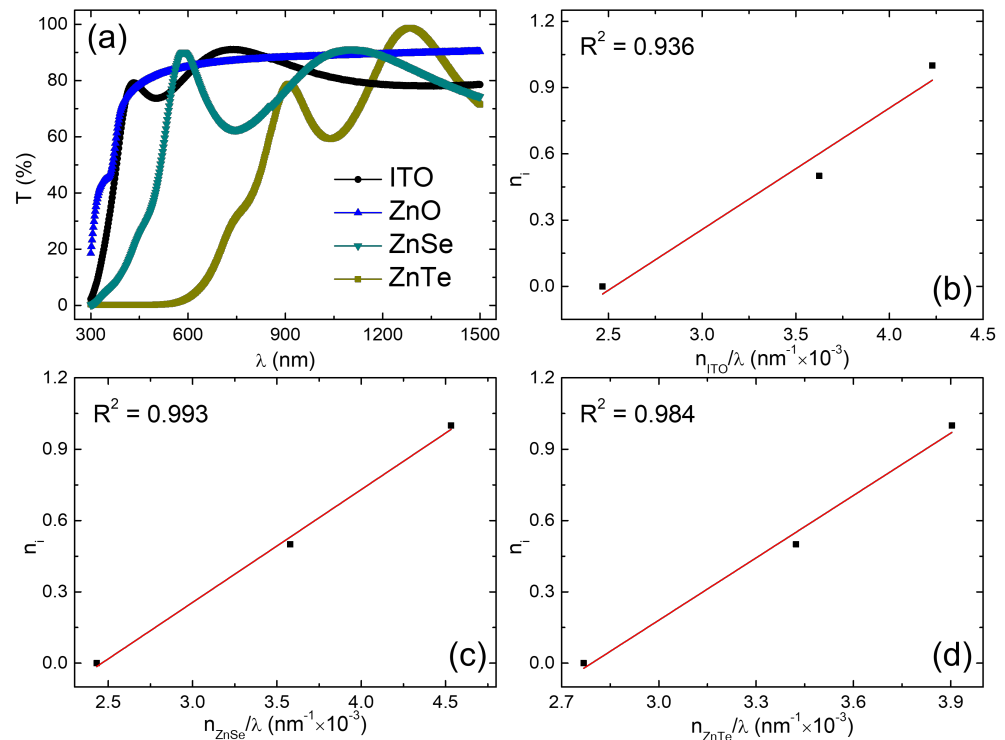 (a)
T (%)
100
80
60
40
20
0
ITO
ZnO
ZnSe
ZnTe
300 600 900 1200 1500
λ (nm)
R² = 0.936
n_i
1.2
0.9
0.6
0.3
0.0
(b)
2.5 3.0 3.5 4.0 4.5
n_ITO/λ (nm⁻¹×10⁻³)
R² = 0.993
n_i
1.2
0.9
0.6
0.3
0.0
(c)
2.5 3.0 3.5 4.0 4.5
n_ZnSe/λ (nm⁻¹×10⁻³)
R² = 0.984
n_i
1.2
0.9
0.6
0.3
0.0
(d)
2.7 3.0 3.3 3.6 3.9
n_ZnTe/λ (nm⁻¹×10⁻³)